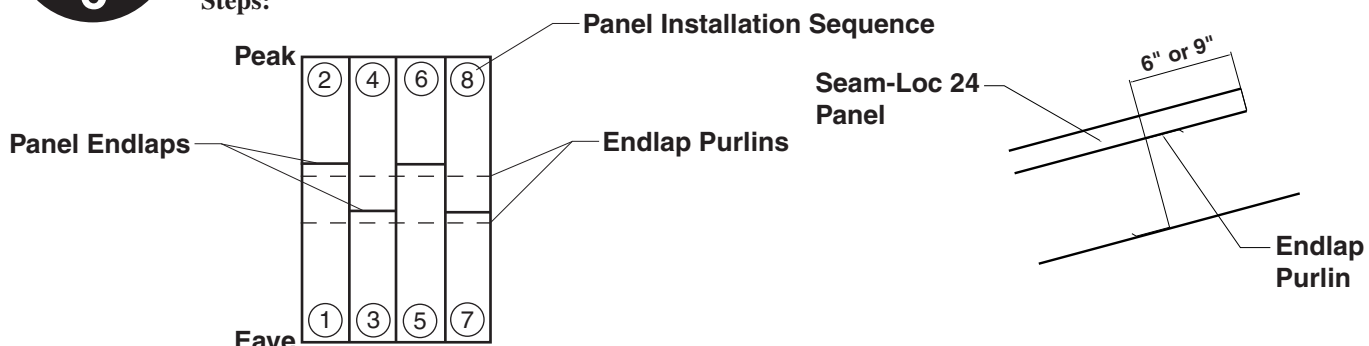 Steps:
Panel Installation Sequence
Peak
2 4 6 8
Panel Endlaps
Endlap Purlins
1 3 5 7
Eave
6" or 9"
Seam-Loc 24
Panel
Endlap
Purlin